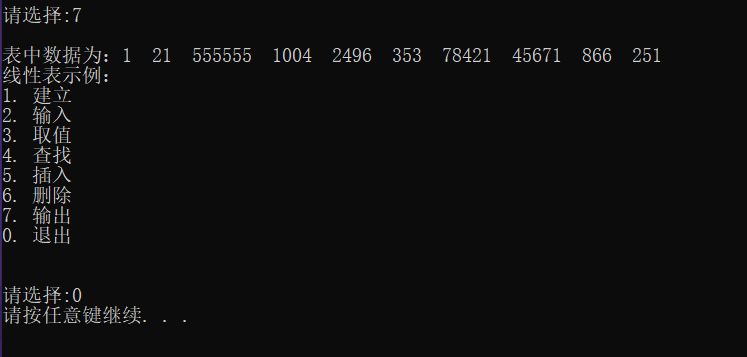 请选择:7
表中数据为: 1  21  555555  1004  2496  353  78421  45671  866  251
线性表示例:
1. 建立
2. 输入
3. 取值
4. 查找
5. 插入
6. 删除
7. 输出
0. 退出
请选择:0
请按任意键继续. . .